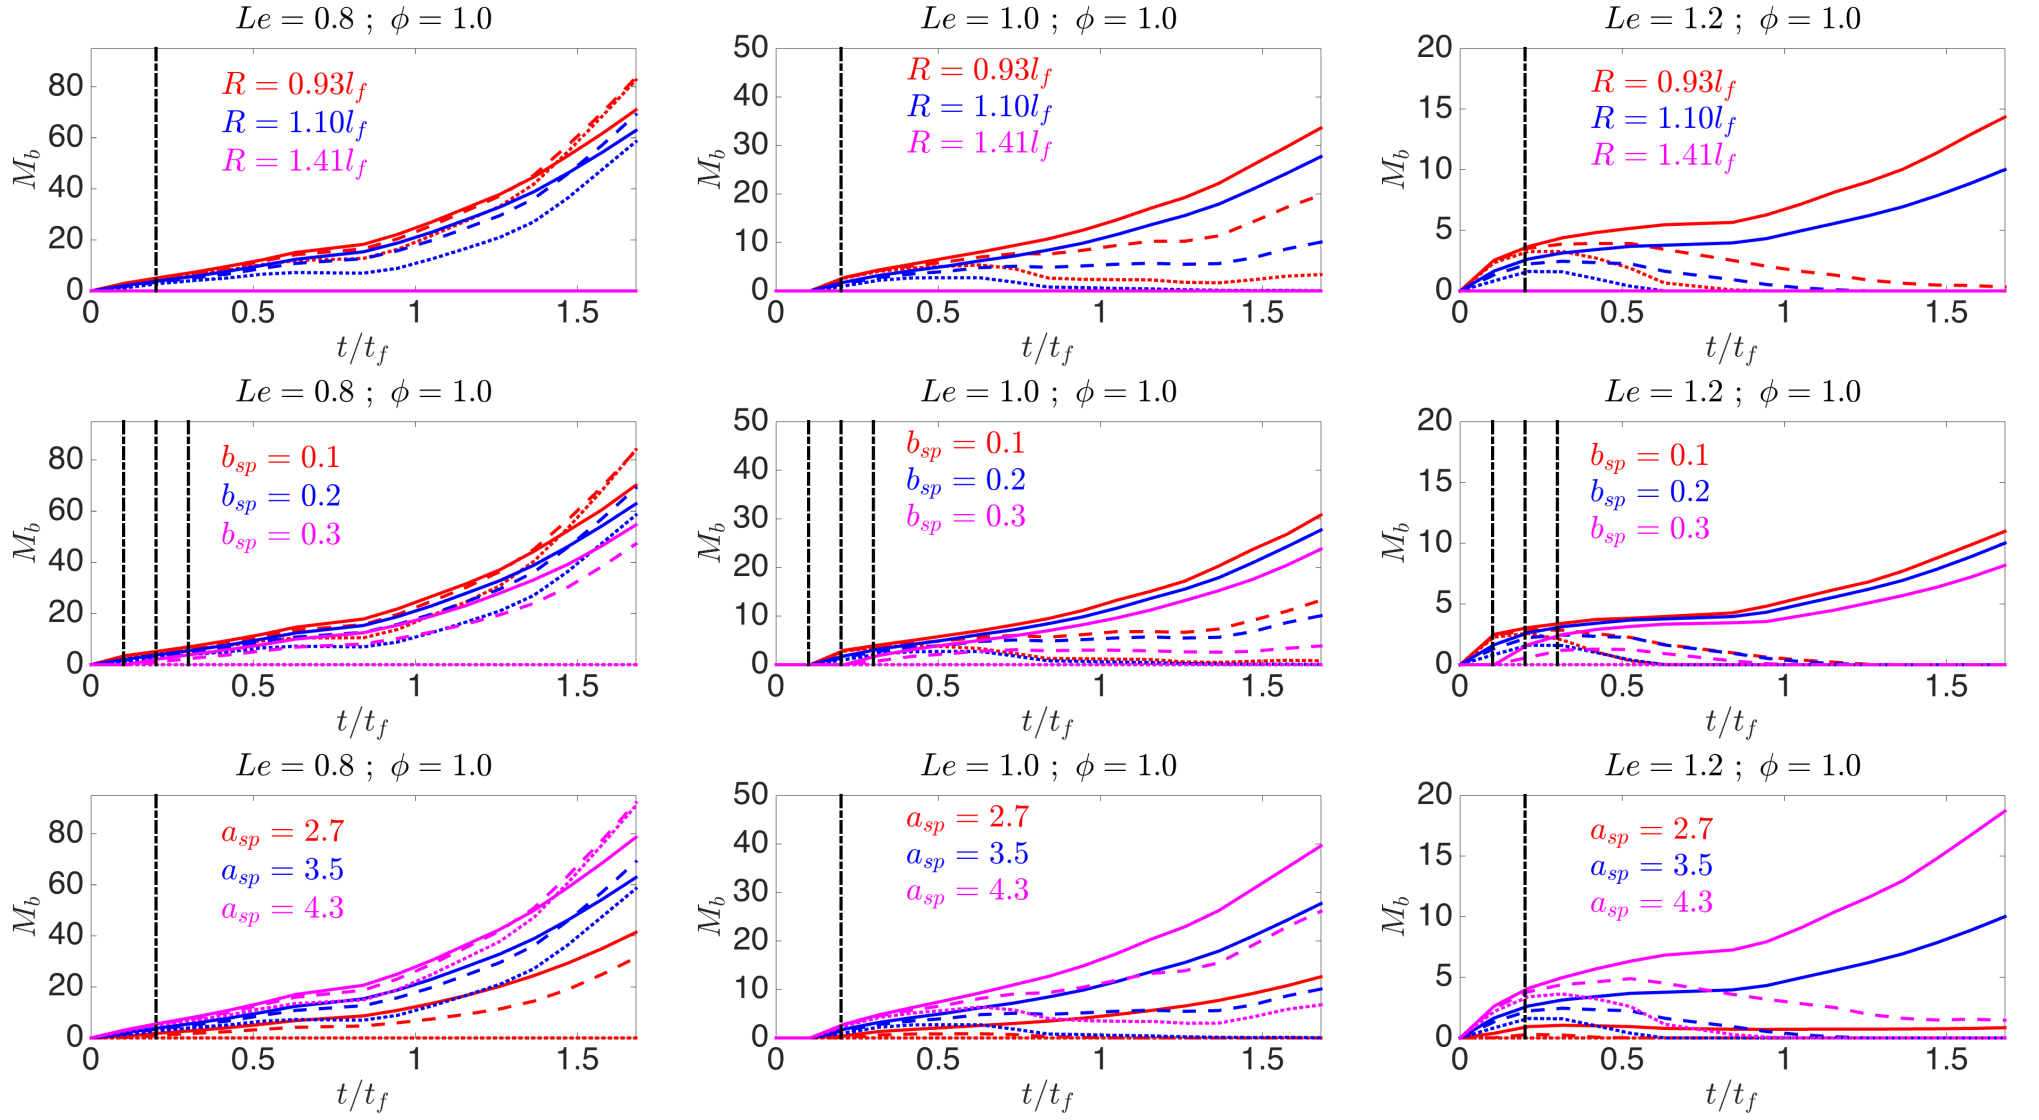 Le = 0.8 ; ϕ = 1.0
80
60
40
20
0
M_b
R = 0.93l_f
R = 1.10l_f
R = 1.41l_f
0 0.5 1 1.5
t/t_f
Le = 1.0 ; ϕ = 1.0
50
40
30
20
10
0
M_b
R = 0.93l_f
R = 1.10l_f
R = 1.41l_f
0 0.5 1 1.5
t/t_f
Le = 1.2 ; ϕ = 1.0
20
15
10
5
0
M_b
R = 0.93l_f
R = 1.10l_f
R = 1.41l_f
0 0.5 1 1.5
t/t_f
Le = 0.8 ; ϕ = 1.0
80
60
40
20
0
M_b
b_sp = 0.1
b_sp = 0.2
b_sp = 0.3
0 0.5 1 1.5
t/t_f
Le = 1.0 ; ϕ = 1.0
50
40
30
20
10
0
M_b
b_sp = 0.1
b_sp = 0.2
b_sp = 0.3
0 0.5 1 1.5
t/t_f
Le = 1.2 ; ϕ = 1.0
20
15
10
5
0
M_b
b_sp = 0.1
b_sp = 0.2
b_sp = 0.3
0 0.5 1 1.5
t/t_f
Le = 0.8 ; ϕ = 1.0
80
60
40
20
0
M_b
a_sp = 2.7
a_sp = 3.5
a_sp = 4.3
0 0.5 1 1.5
t/t_f
Le = 1.0 ; ϕ = 1.0
50
40
30
20
10
0
M_b
a_sp = 2.7
a_sp = 3.5
a_sp = 4.3
0 0.5 1 1.5
t/t_f
Le = 1.2 ; ϕ = 1.0
20
15
10
5
0
M_b
a_sp = 2.7
a_sp = 3.5
a_sp = 4.3
0 0.5 1 1.5
t/t_f